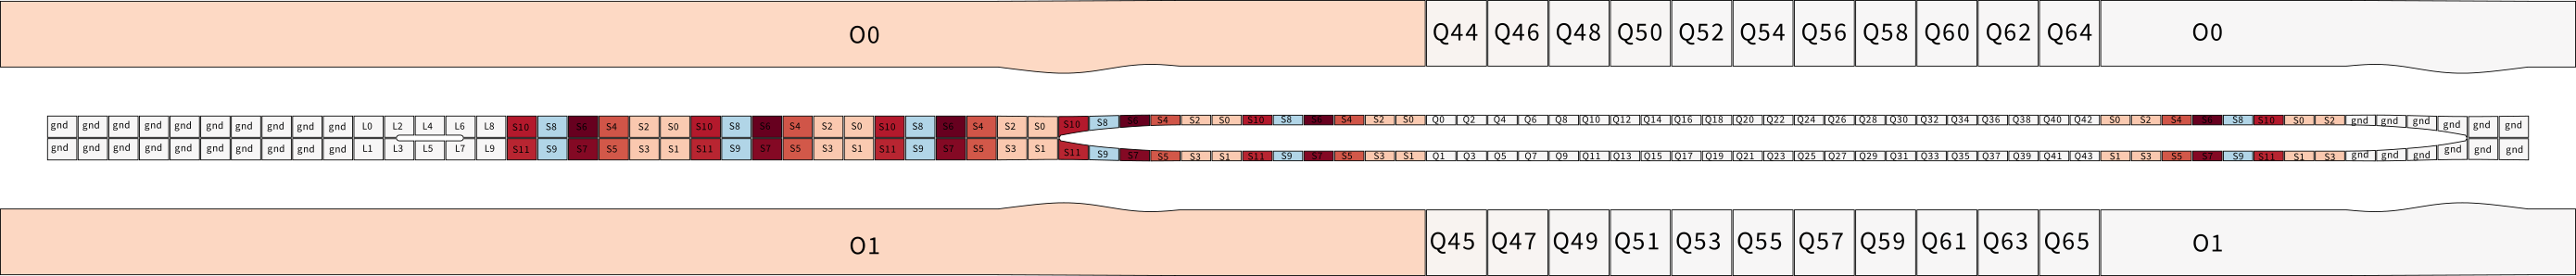 O0 Q44 Q46 Q48 Q50 Q52 Q54 Q56 Q58 Q60 Q62 Q64 O0
gnd gnd gnd gnd gnd gnd gnd gnd gnd gnd L0 L2 L4 L6 L8 S10 S8 S6 S4 S2 S0 S10 S8 S6 S4 S2 S0 S10 S8 S6 S4 S2 S0 S10 S8 S6 S4 S2 S0 S10 S8 S6 S4 S2 S0 Q0 Q2 Q4 Q6 Q8 Q10 Q12 Q14 Q16 Q18 Q20 Q22 Q24 Q26 Q28 Q30 Q32 Q34 Q36 Q38 Q40 Q42 S0 S2 S4 S6 S8 S10 S0 S2 gnd gnd gnd gnd gnd gnd
gnd gnd gnd gnd gnd gnd gnd gnd gnd gnd L1 L3 L5 L7 L9 S11 S9 S7 S5 S3 S1 S11 S9 S7 S5 S3 S1 S11 S9 S7 S5 S3 S1 S11 S9 S7 S5 S3 S1 S11 S9 S7 S5 S3 S1 Q1 Q3 Q5 Q7 Q9 Q11 Q13 Q15 Q17 Q19 Q21 Q23 Q25 Q27 Q29 Q31 Q33 Q35 Q37 Q39 Q41 Q43 S1 S3 S5 S7 S9 S11 S1 S3 gnd gnd gnd gnd gnd gnd
O1 Q45 Q47 Q49 Q51 Q53 Q55 Q57 Q59 Q61 Q63 Q65 O1